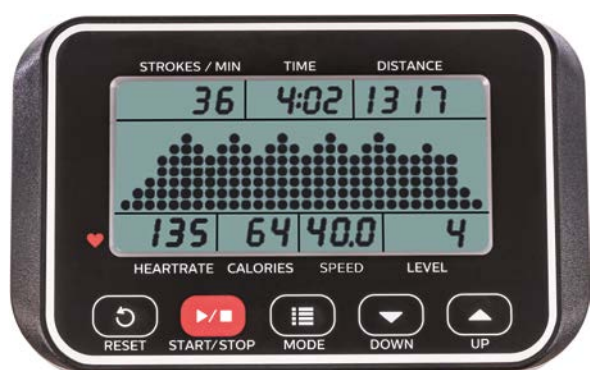 STROKES / MIN TIME DISTANCE
36 4:02 1317
135 64 40.0 4
HEARTRATE CALORIES SPEED LEVEL
RESET START/STOP MODE DOWN UP